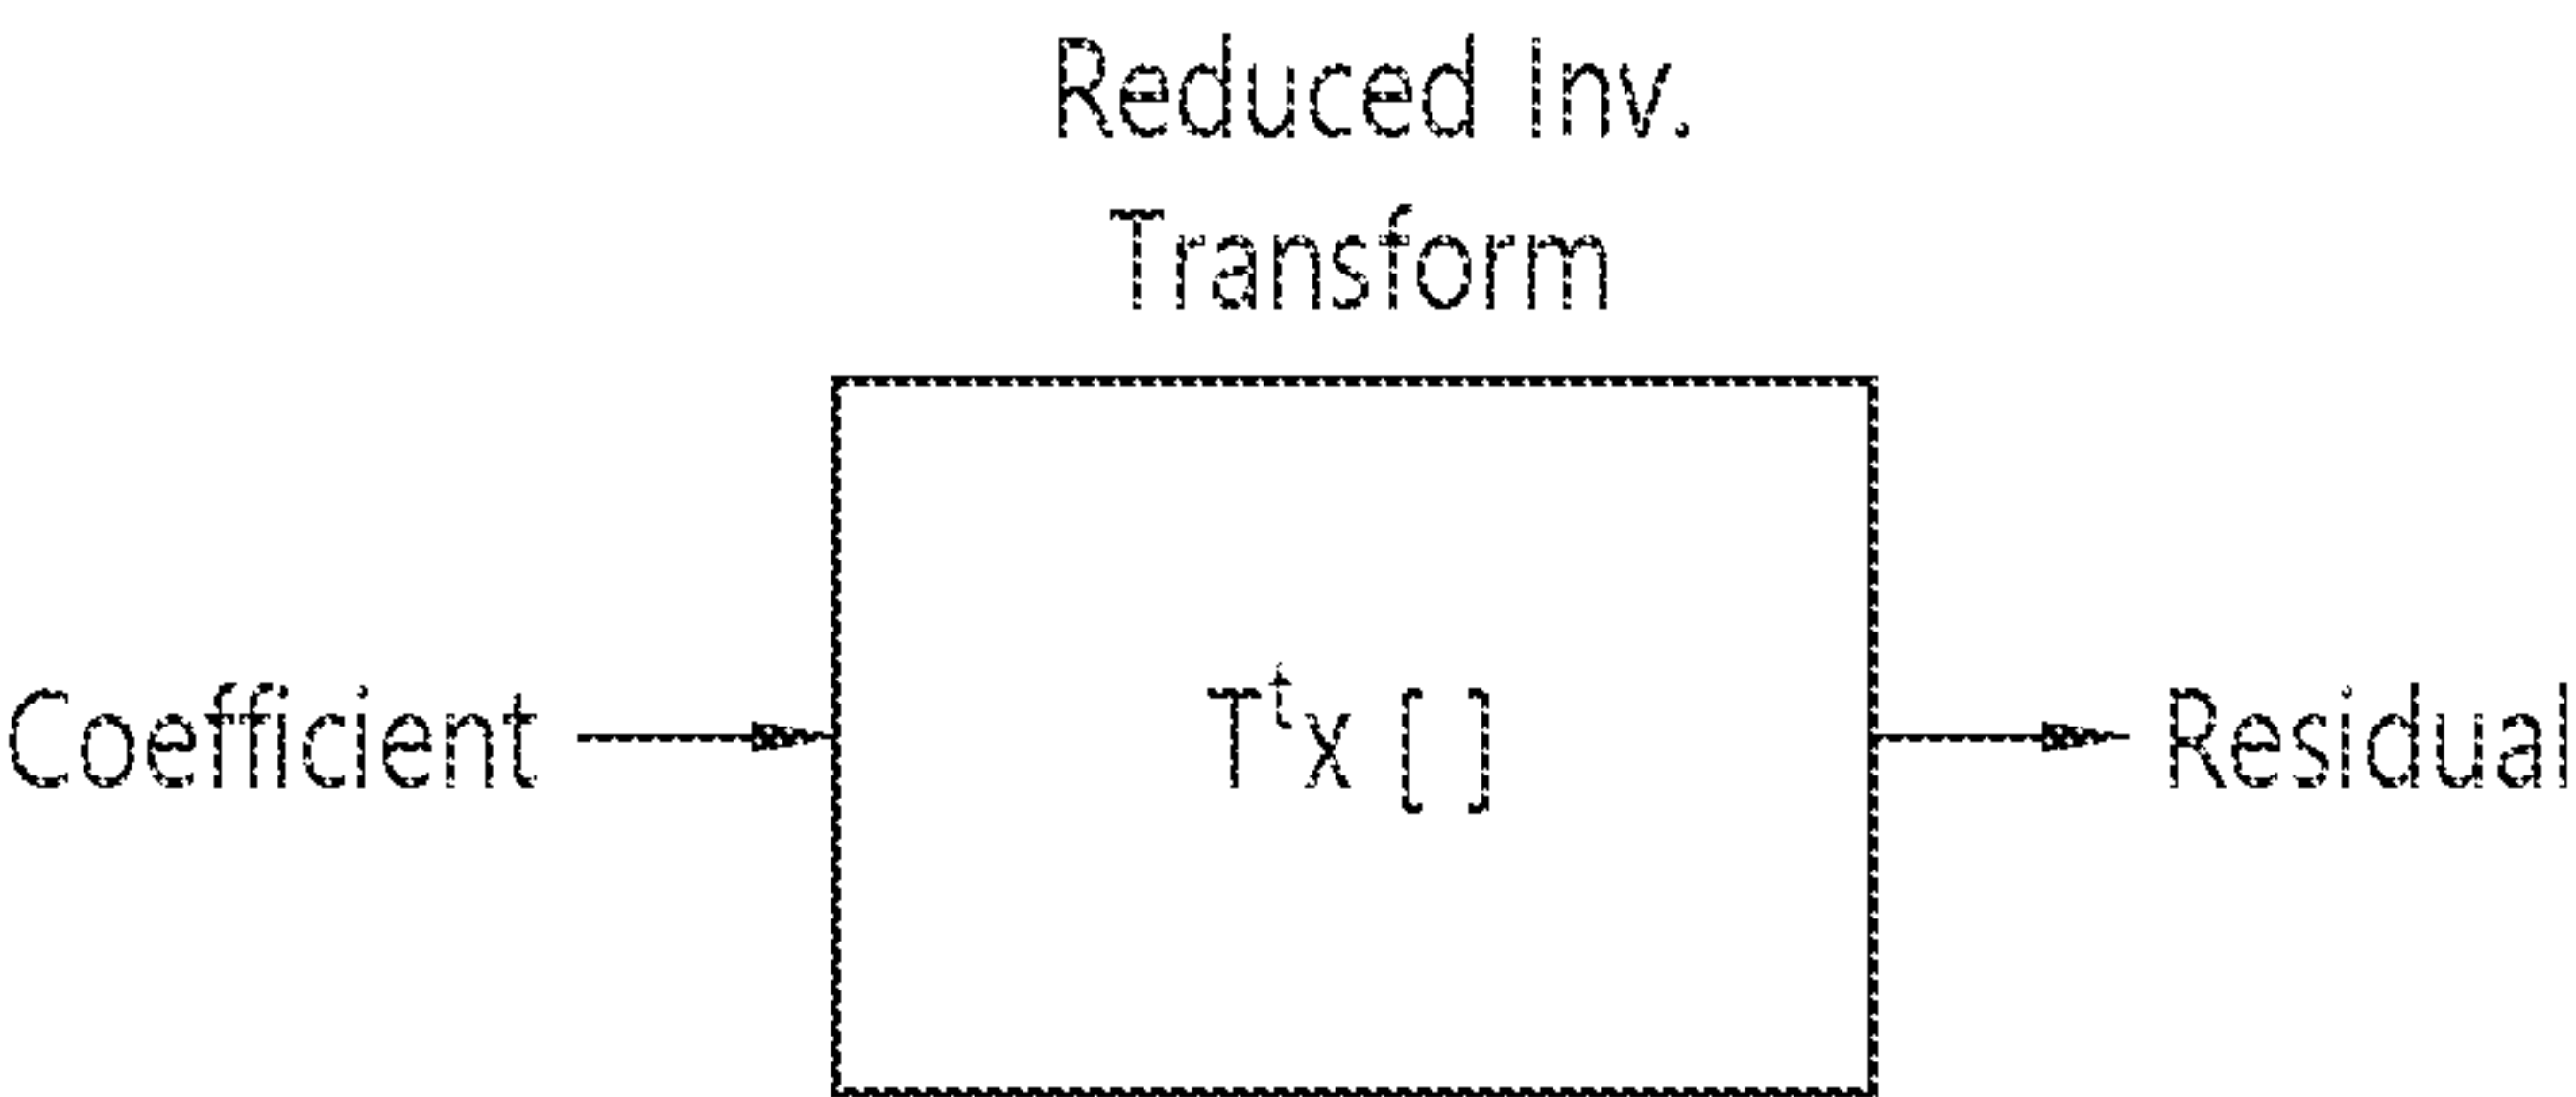 Reduced Inv.
Transform
Coefficient
Tᵗx [ ]
Residual